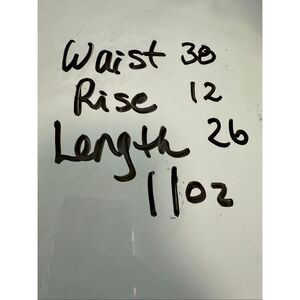 Waist 38
Rise 12
Length 26
11oz